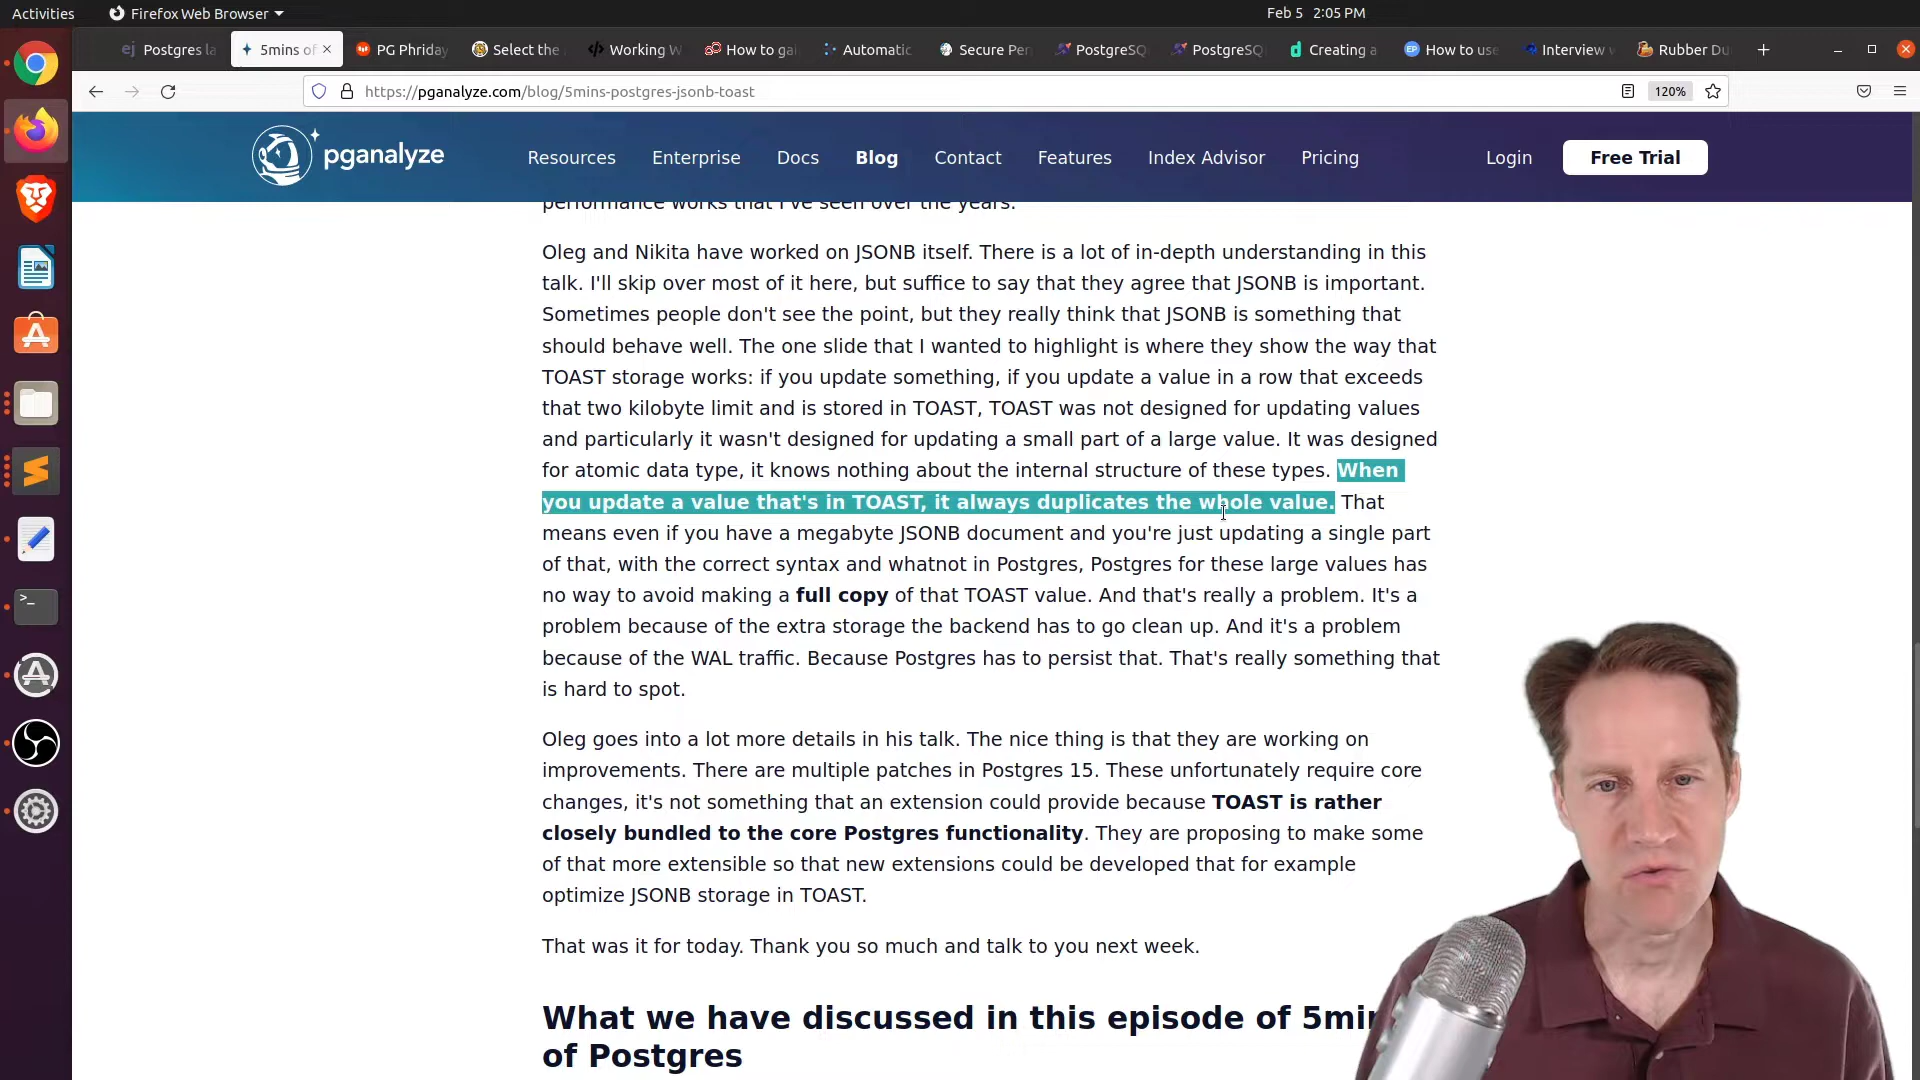 Activities
Firefox Web Browser
Feb 5 2:05 PM
Postgres la
5mins of
PG Phriday
Select the
Working W
How to gai
Automatic
Secure Per
PostgreSQ
PostgreSQ
Creating a
How to use
Interview w
Rubber Du
https://pganalyze.com/blog/5mins-postgres-jsonb-toast
120%
pganalyze
Resources
Enterprise
Docs
Blog
Contact
Features
Index Advisor
Pricing
Login
Free Trial
performance works that I've seen over the years.
Oleg and Nikita have worked on JSONB itself. There is a lot of in-depth understanding in this
talk. I'll skip over most of it here, but suffice to say that they agree that JSONB is important.
Sometimes people don't see the point, but they really think that JSONB is something that
should behave well. The one slide that I wanted to highlight is where they show the way that
TOAST storage works: if you update something, if you update a value in a row that exceeds
that two kilobyte limit and is stored in TOAST, TOAST was not designed for updating values
and particularly it wasn't designed for updating a small part of a large value. It was designed
for atomic data type, it knows nothing about the internal structure of these types. When
you update a value that's in TOAST, it always duplicates the whole value. That
means even if you have a megabyte JSONB document and you're just updating a single part
of that, with the correct syntax and whatnot in Postgres, Postgres for these large values has
no way to avoid making a full copy of that TOAST value. And that's really a problem. It's a
problem because of the extra storage the backend has to go clean up. And it's a problem
because of the WAL traffic. Because Postgres has to persist that. That's really something that
is hard to spot.
Oleg goes into a lot more details in his talk. The nice thing is that they are working on
improvements. There are multiple patches in Postgres 15. These unfortunately require core
changes, it's not something that an extension could provide because TOAST is rather
closely bundled to the core Postgres functionality. They are proposing to make some
of that more extensible so that new extensions could be developed that for example
optimize JSONB storage in TOAST.
That was it for today. Thank you so much and talk to you next week.
What we have discussed in this episode of 5min
of Postgres